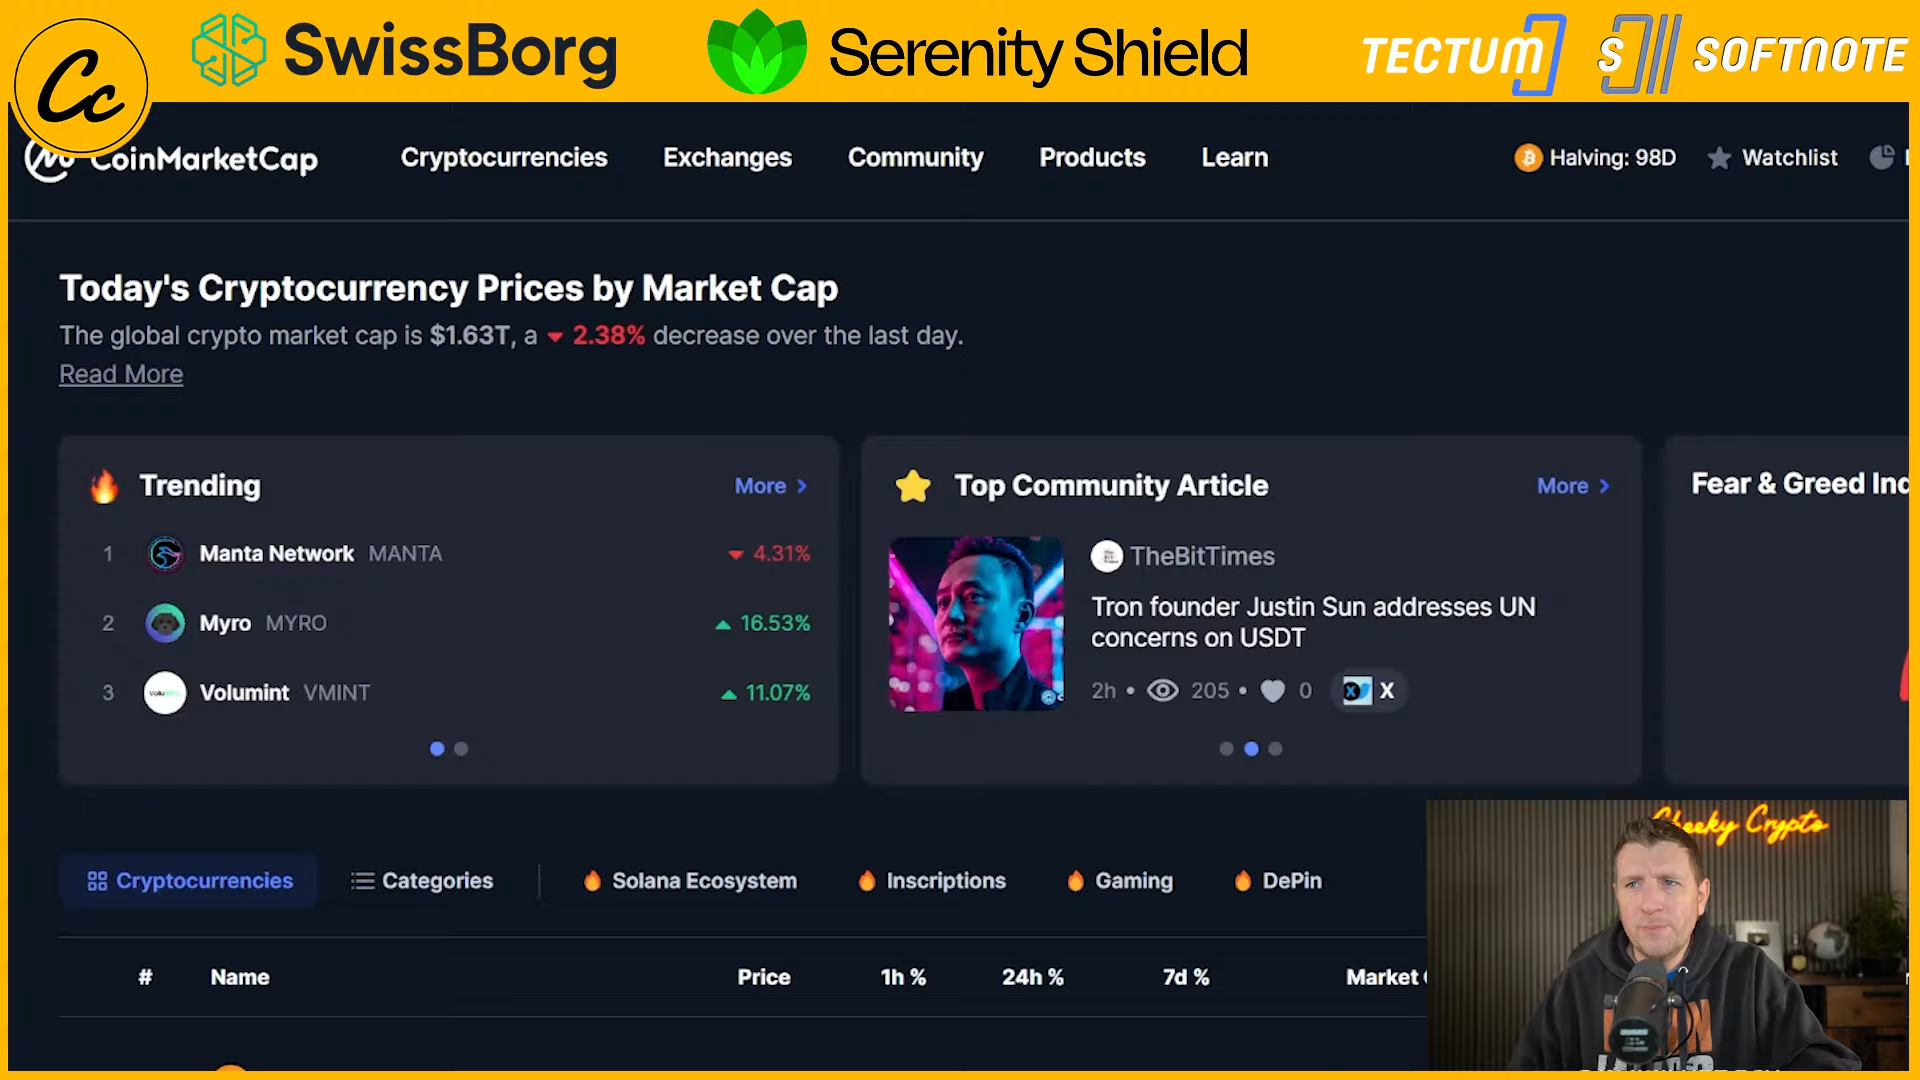 Cc
SwissBorg
Serenity Shield
TECTUM
S SOFTNOTE
CoinMarketCap
Cryptocurrencies
Exchanges
Community
Products
Learn
Halving: 98D
Watchlist
Today's Cryptocurrency Prices by Market Cap
The global crypto market cap is $1.63T, a 2.38% decrease over the last day.
Read More
Trending
More
1 Manta Network MANTA 4.31%
2 Myro MYRO 16.53%
3 Volumint VMINT 11.07%
Top Community Article
More
TheBitTimes
Tron founder Justin Sun addresses UN
concerns on USDT
2h • 205 • 0 X
Fear & Greed Ind
Cryptocurrencies
Categories
Solana Ecosystem
Inscriptions
Gaming
DePin
# Name Price 1h % 24h % 7d % Market
Cheeky Crypto